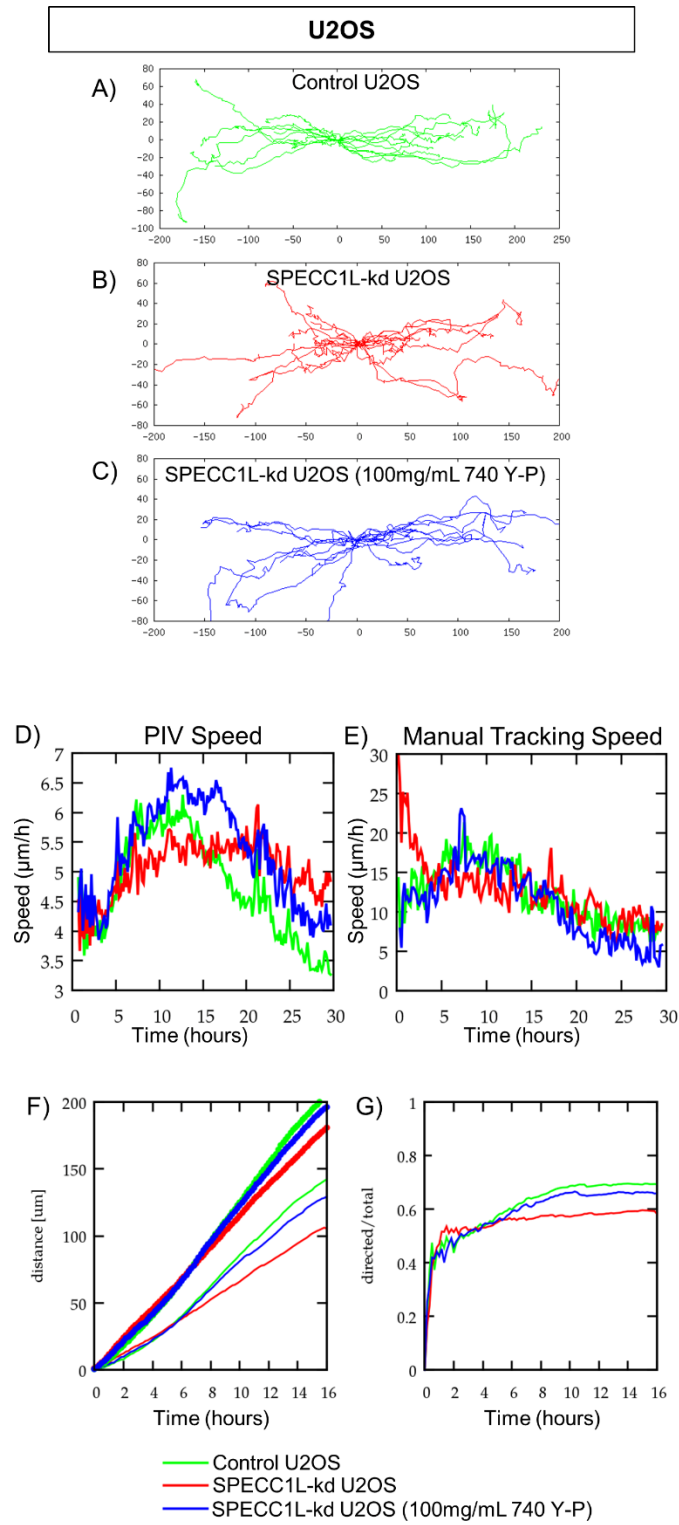 U2OS
A)
Control U2OS
80
60
40
20
0
−20
−40
−60
−80
−100
−200 −150 −100 −50 0 50 100 150 200 250
B)
SPECC1L-kd U2OS
80
60
40
20
0
−20
−40
−60
−80
−200 −150 −100 −50 0 50 100 150 200
C)
SPECC1L-kd U2OS (100mg/mL 740 Y-P)
80
60
40
20
0
−20
−40
−60
−80
−200 −150 −100 −50 0 50 100 150 200
D)
PIV Speed
Speed (µm/h)
7
6.5
6
5.5
5
4.5
4
3.5
3
0 5 10 15 20 25 30
Time (hours)
E)
Manual Tracking Speed
Speed (µm/h)
30
25
20
15
10
5
0
0 5 10 15 20 25 30
Time (hours)
F)
distance [um]
200
150
100
50
0
0 2 4 6 8 10 12 14 16
Time (hours)
G)
directed/total
1
0.8
0.6
0.4
0.2
0
0 2 4 6 8 10 12 14 16
Time (hours)
Control U2OS
SPECC1L-kd U2OS
SPECC1L-kd U2OS (100mg/mL 740 Y-P)